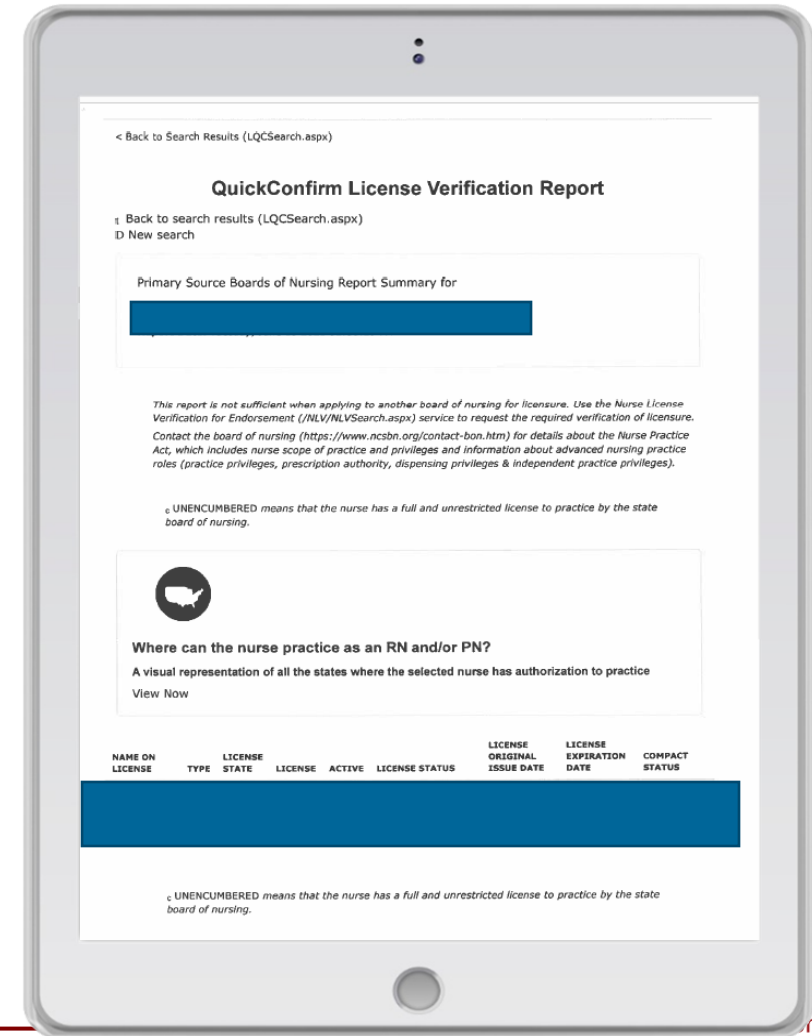 < Back to Search Results (LQCSearch.aspx)
QuickConfirm License Verification Report
Back to search results (LQCSearch.aspx)
D New search
Primary Source Boards of Nursing Report Summary for
This report is not sufficient when applying to another board of nursing for licensure. Use the Nurse License
Verification for Endorsement (/NLV/NLVSearch.aspx) service to request the required verification of licensure.
Contact the board of nursing (https://www.ncsbn.org/contact-bon.htm) for details about the Nurse Practice
Act, which includes nurse scope of practice and privileges and information about advanced nursing practice
roles (practice privileges, prescription authority, dispensing privileges & independent practice privileges).
c UNENCUMBERED means that the nurse has a full and unrestricted license to practice by the state
board of nursing.
Where can the nurse practice as an RN and/or PN?
A visual representation of all the states where the selected nurse has authorization to practice
View Now
NAME ON LICENSE TYPE LICENSE STATE LICENSE ACTIVE LICENSE STATUS LICENSE ORIGINAL ISSUE DATE LICENSE EXPIRATION DATE COMPACT STATUS
c UNENCUMBERED means that the nurse has a full and unrestricted license to practice by the state
board of nursing.